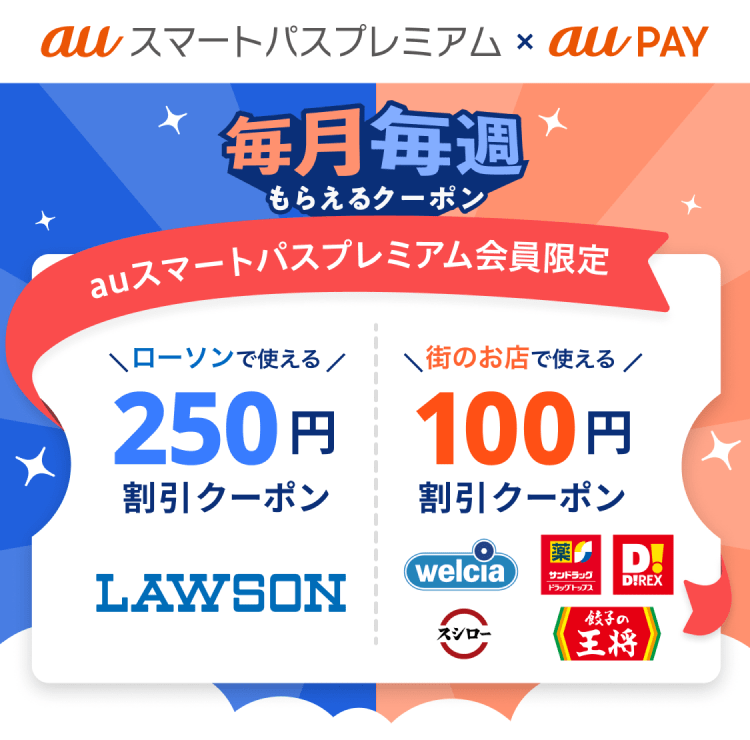 au スマートパスプレミアム × au PAY
毎月毎週
もらえるクーポン
auスマートパスプレミアム会員限定
ローソンで使える
250円
割引クーポン
LAWSON
街のお店で使える
100円
割引クーポン
welcia
薬
サンドラッグ
ドラッグトップス
D!
D!REX
スシロー
餃子の
王将